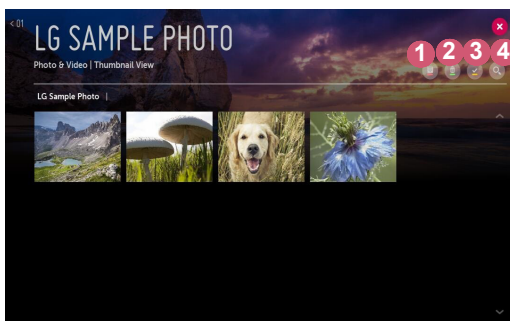 < 01
LG SAMPLE PHOTO
Photo & Video | Thumbnail View
1 2 3 4
LG Sample Photo |